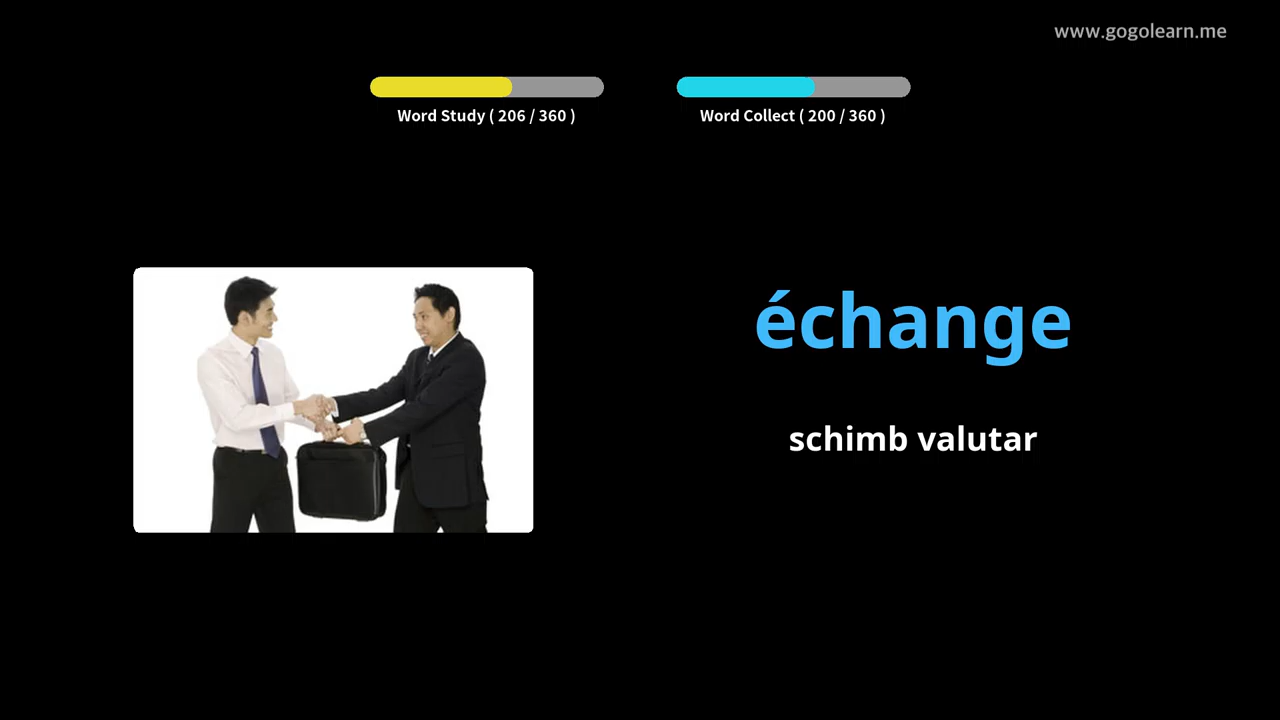 www.gogolearn.me
Word Study ( 206 / 360 )
Word Collect ( 200 / 360 )
échange
schimb valutar